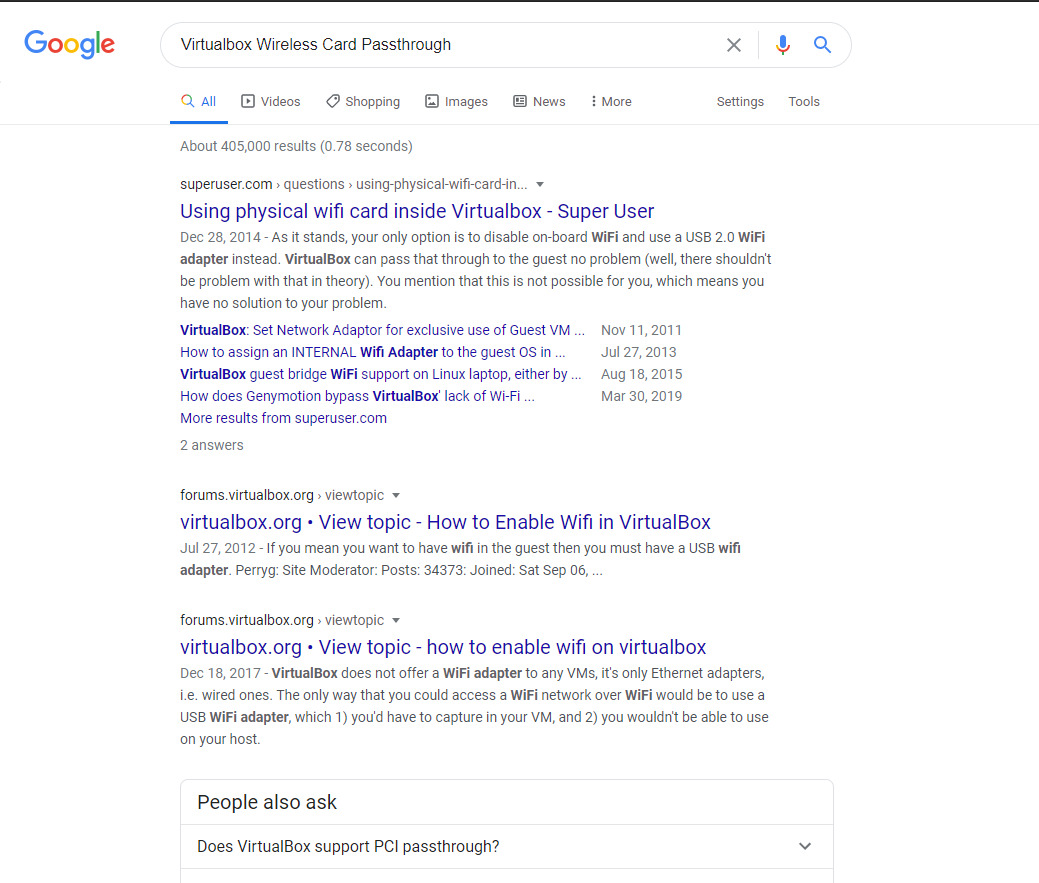 Google
Virtualbox Wireless Card Passthrough
All Videos Shopping Images News More Settings Tools
About 405,000 results (0.78 seconds)
superuser.com › questions › using-physical-wifi-card-in...
Using physical wifi card inside Virtualbox - Super User
Dec 28, 2014 - As it stands, your only option is to disable on-board WiFi and use a USB 2.0 WiFi
adapter instead. VirtualBox can pass that through to the guest no problem (well, there shouldn't
be problem with that in theory). You mention that this is not possible for you, which means you
have no solution to your problem.
VirtualBox: Set Network Adaptor for exclusive use of Guest VM ... Nov 11, 2011
How to assign an INTERNAL Wifi Adapter to the guest OS in ... Jul 27, 2013
VirtualBox guest bridge WiFi support on Linux laptop, either by ... Aug 18, 2015
How does Genymotion bypass VirtualBox' lack of Wi-Fi ... Mar 30, 2019
More results from superuser.com
2 answers
forums.virtualbox.org › viewtopic
virtualbox.org • View topic - How to Enable Wifi in VirtualBox
Jul 27, 2012 - If you mean you want to have wifi in the guest then you must have a USB wifi
adapter. Perryg: Site Moderator: Posts: 34373: Joined: Sat Sep 06, ...
forums.virtualbox.org › viewtopic
virtualbox.org • View topic - how to enable wifi on virtualbox
Dec 18, 2017 - VirtualBox does not offer a WiFi adapter to any VMs, it's only Ethernet adapters,
i.e. wired ones. The only way that you could access a WiFi network over WiFi would be to use a
USB WiFi adapter, which 1) you'd have to capture in your VM, and 2) you wouldn't be able to use
on your host.
People also ask
Does VirtualBox support PCI passthrough?